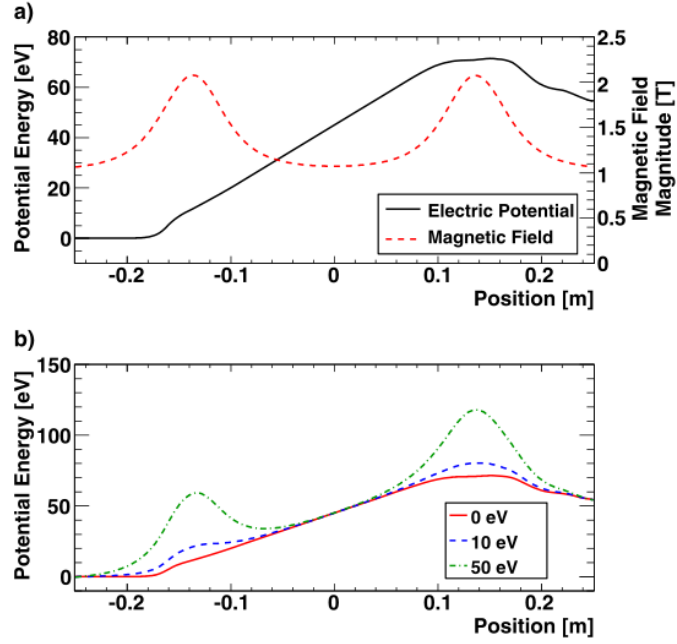 a)
Potential Energy [eV]
80
60
40
20
0
2.5
2
1.5
1
0.5
0
Magnetic Field
Magnitude [T]
Electric Potential
Magnetic Field
-0.2
-0.1
0
0.1
0.2
Position [m]
b)
Potential Energy [eV]
150
100
50
0
0 eV
10 eV
50 eV
-0.2
-0.1
0
0.1
0.2
Position [m]